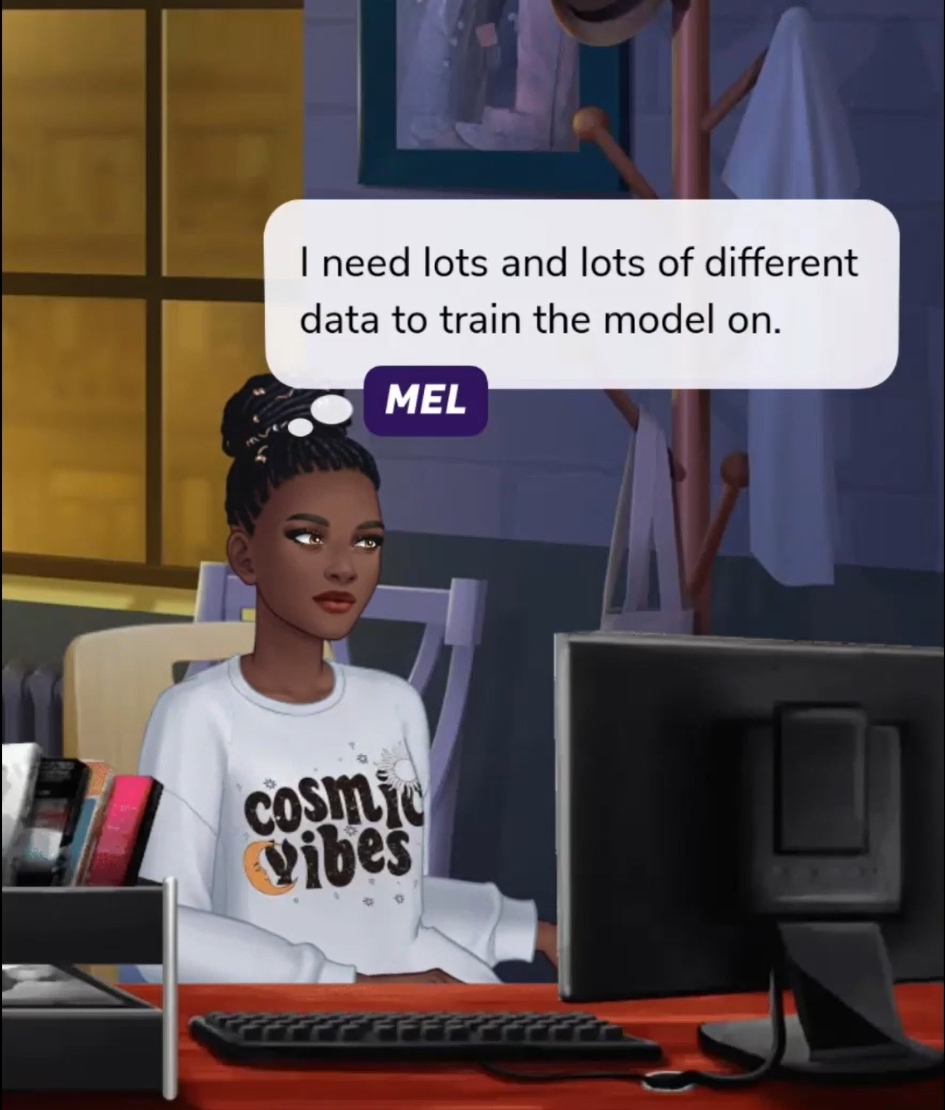 I need lots and lots of different
data to train the model on.
MEL
cosmic
vibes